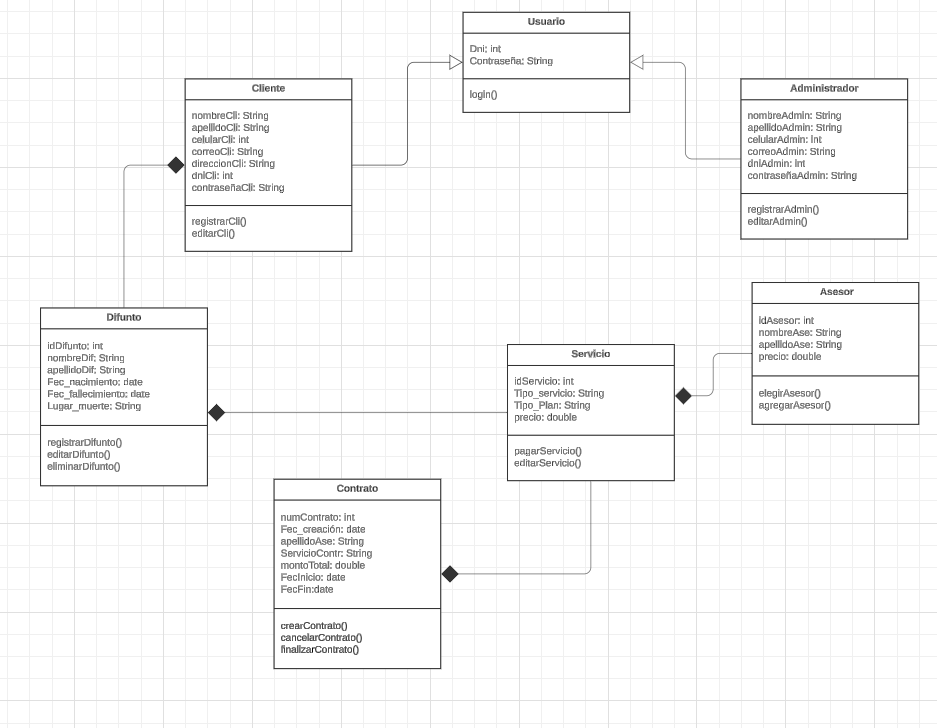 Usuario
Dni: int
Contraseña: String
login()
Cliente
nombreCli: String
apellidoCli: String
celularCli: int
correoCli: String
direccionCli: String
dniCli: int
contraseñaCli: String
registrarCli()
editarCli()
Administrador
nombreAdmin: String
apellidoAdmin: String
celularAdmin: int
correoAdmin: String
dniAdmin: int
contraseñaAdmin: String
registrarAdmin()
editarAdmin()
Difunto
idDifunto: int
nombreDif: String
apellidoDif: String
Fec_nacimiento: date
Fec_fallecimiento: date
Lugar_muerte: String
registrarDifunto()
editarDifunto()
eliminarDifunto()
Servicio
idServicio: int
Tipo_servicio: String
Tipo_Plan: String
precio: double
pagarServicio()
editarServicio()
Asesor
idAsesor: int
nombreAse: String
apellidoAse: String
precio: double
elegirAsesor()
agregarAsesor()
Contrato
numContrato: int
Fec_creación: date
apellidoAse: String
ServicioContr: String
montoTotal: double
FecInicio: date
FecFin:date
crearContrato()
cancelarContrato()
finalizarContrato()